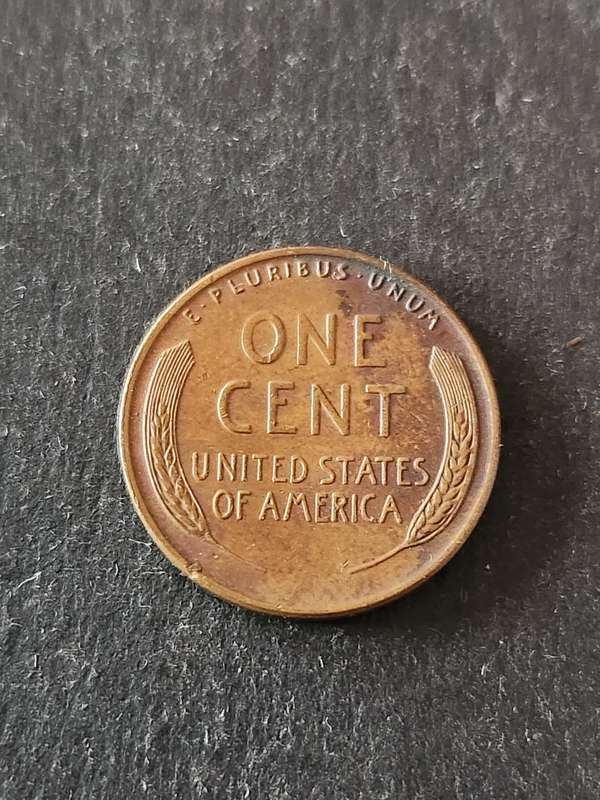 E·PLURIBUS·UNUM
ONE
CENT
UNITED STATES
OF AMERICA